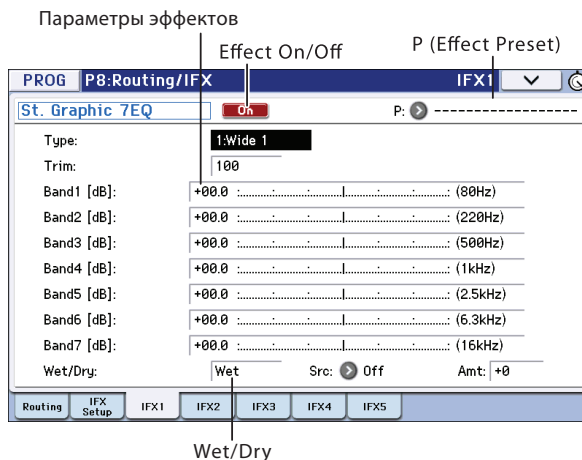 Параметры эффектов
Effect On/Off
P (Effect Preset)
PROG P8:Routing/IFX IFX1
St. Graphic 7EQ On P: ------------------
Type: 1:Wide 1
Trim: 100
Band1 [dB]: +00.0 (80Hz)
Band2 [dB]: +00.0 (220Hz)
Band3 [dB]: +00.0 (500Hz)
Band4 [dB]: +00.0 (1kHz)
Band5 [dB]: +00.0 (2.5kHz)
Band6 [dB]: +00.0 (6.3kHz)
Band7 [dB]: +00.0 (16kHz)
Wet/Dry: Wet Src: Off Amt: +0
Routing IFX Setup IFX1 IFX2 IFX3 IFX4 IFX5
Wet/Dry